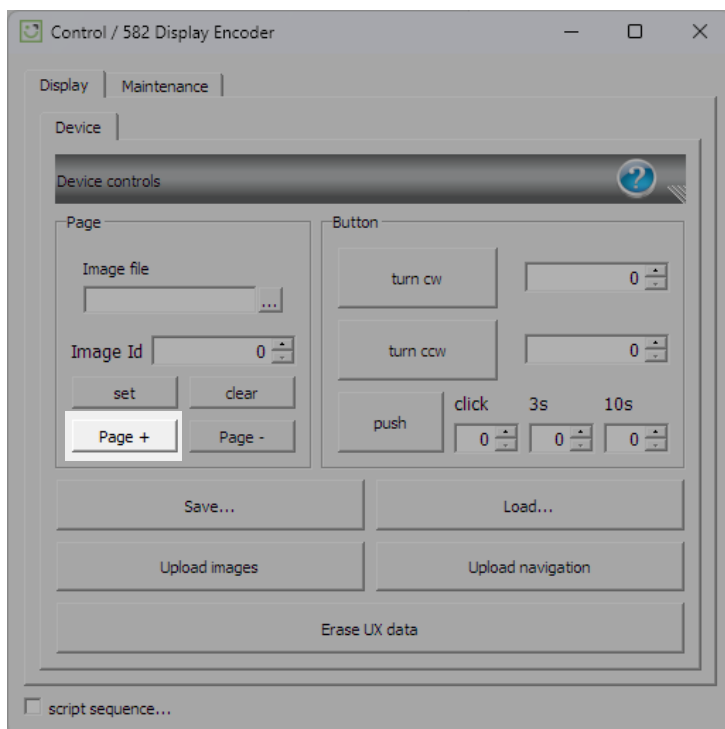 Control / 582 Display Encoder
Display
Maintenance
Device
Device controls
?
Page
Image file
...
Image Id
0
set
clear
Page +
Page -
Button
turn cw
0
turn ccw
0
push
click
3s
10s
0
0
0
Save...
Load...
Upload images
Upload navigation
Erase UX data
script sequence...